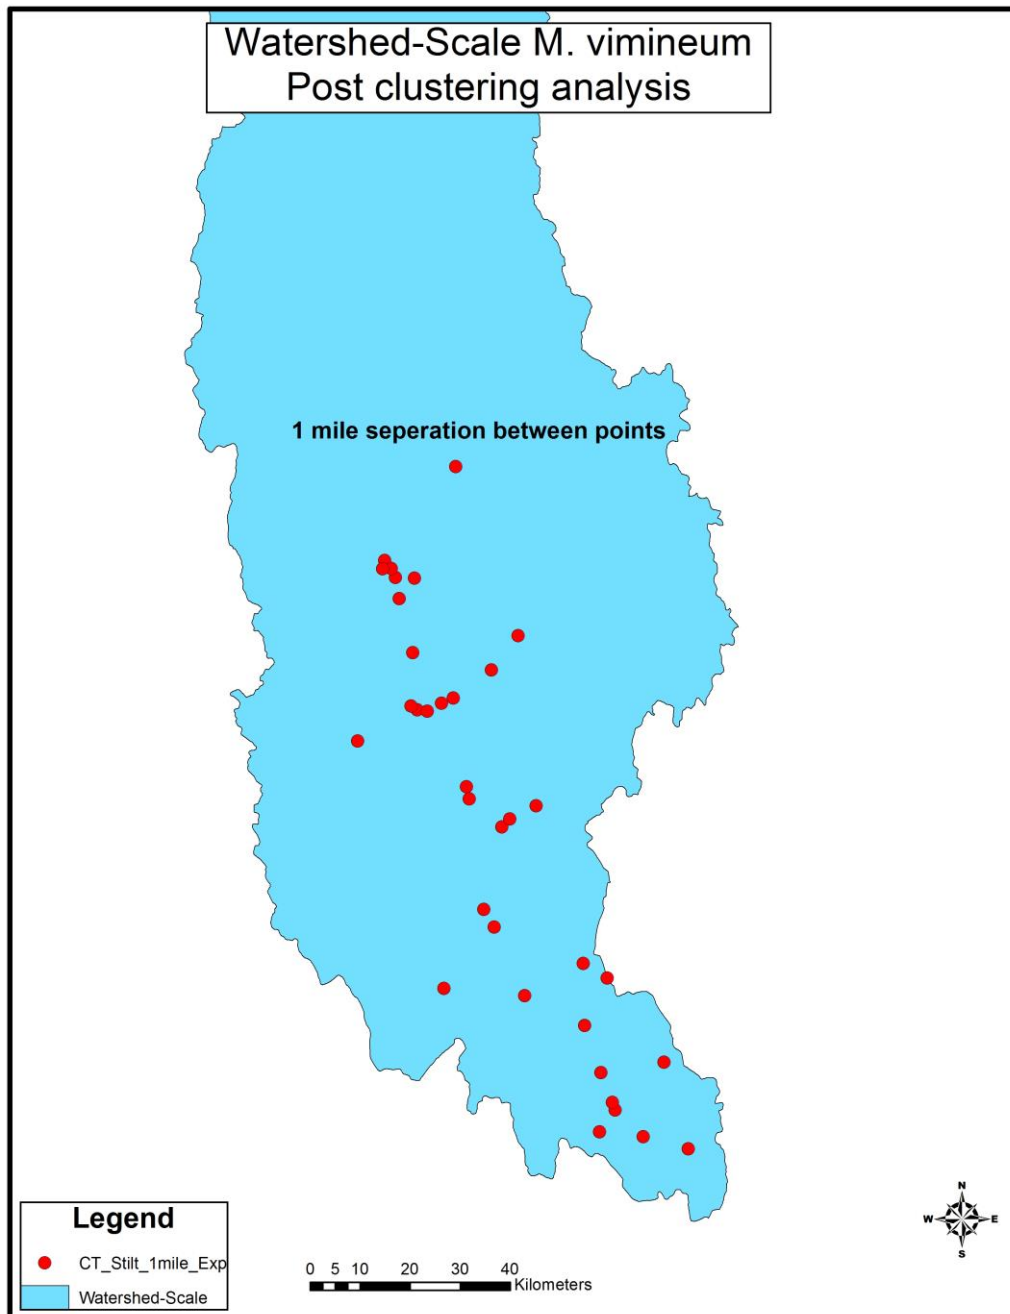 Watershed-Scale M. vimineum
Post clustering analysis
1 mile seperation between points
Legend
CT_Stilt_1mile_Exp
Watershed-Scale
0 5 10 20 30 40
Kilometers
N
W E
S